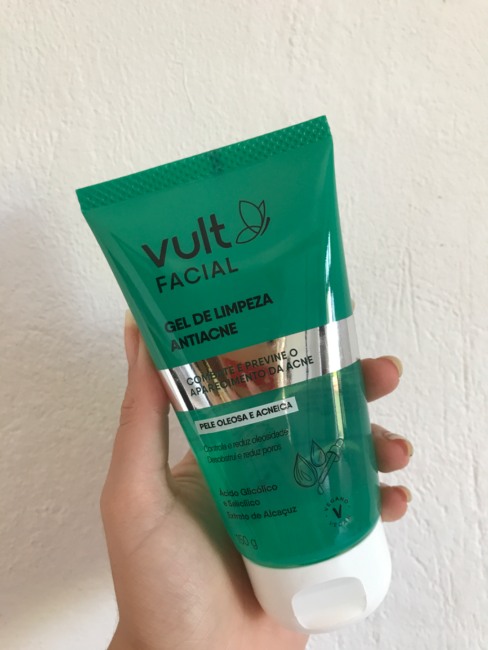 vult
FACIAL
GEL DE LIMPEZA
ANTIACNE
COMBATE E PREVINE O
APARECIMENTO DA ACNE
PELE OLEOSA E ACNEICA
Controla e reduz oleosidade
Desobstrui e reduz poros
Ácido Glicólico
e Salicílico
Extrato de Alcaçuz
150 g